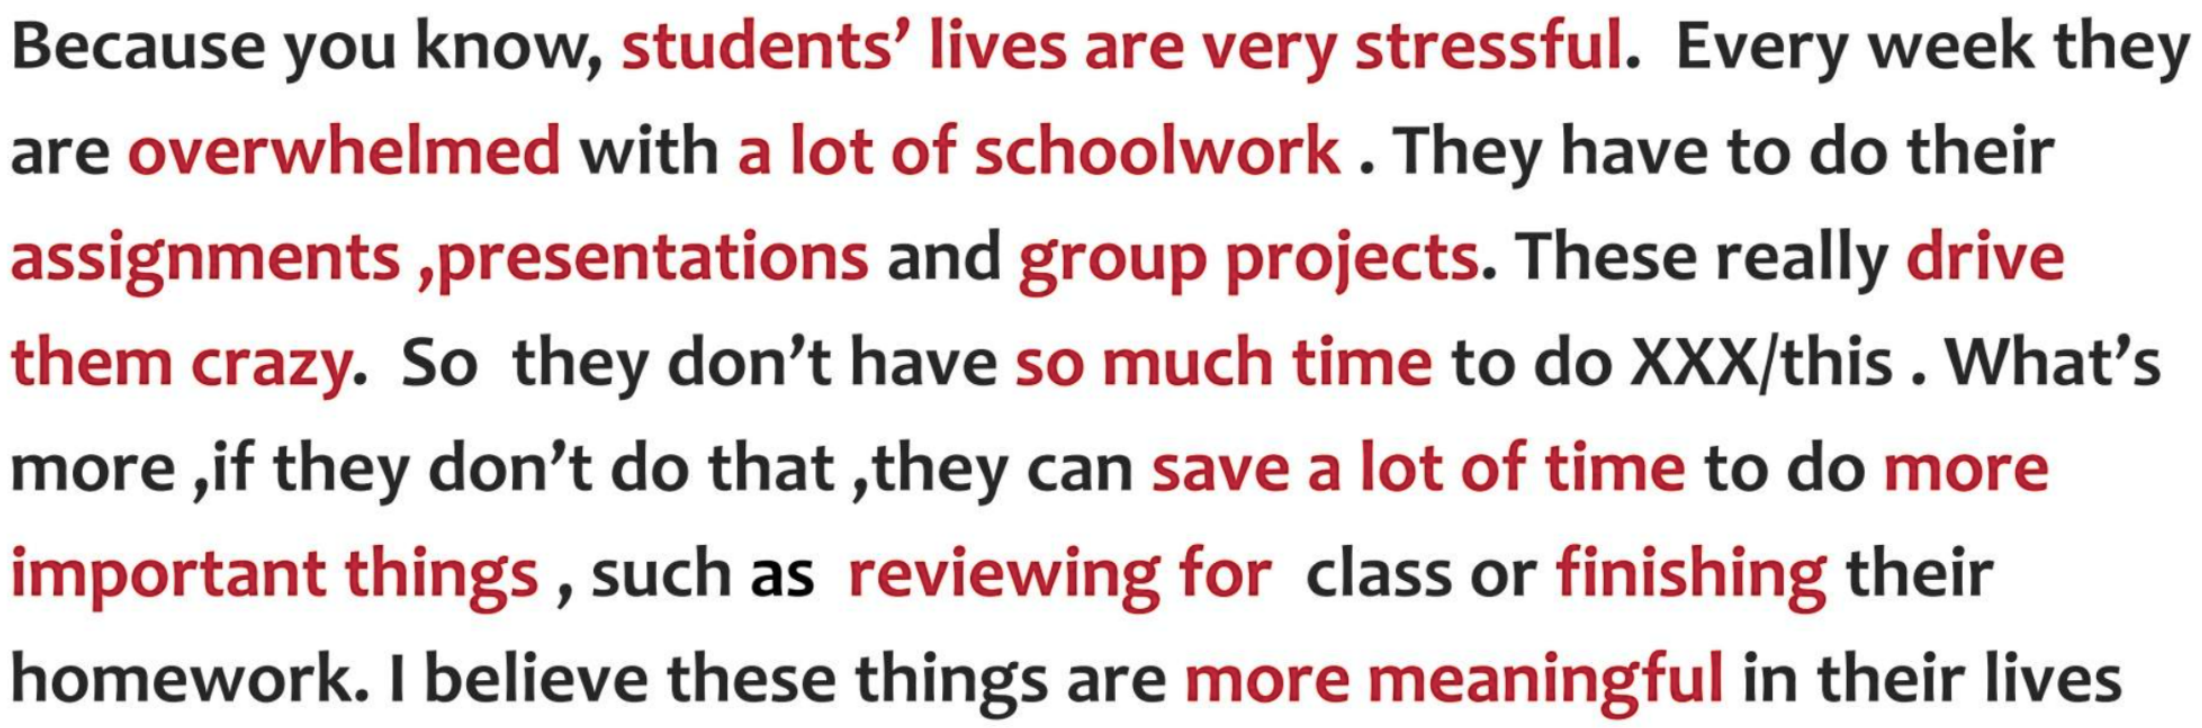 Because you know, students’ lives are very stressful.  Every week they
are overwhelmed with a lot of schoolwork . They have to do their
assignments ,presentations and group projects. These really drive
them crazy.  So  they don’t have so much time to do XXX/this . What’s
more ,if they don’t do that ,they can save a lot of time to do more
important things , such as  reviewing for  class or finishing their
homework. I believe these things are more meaningful in their lives